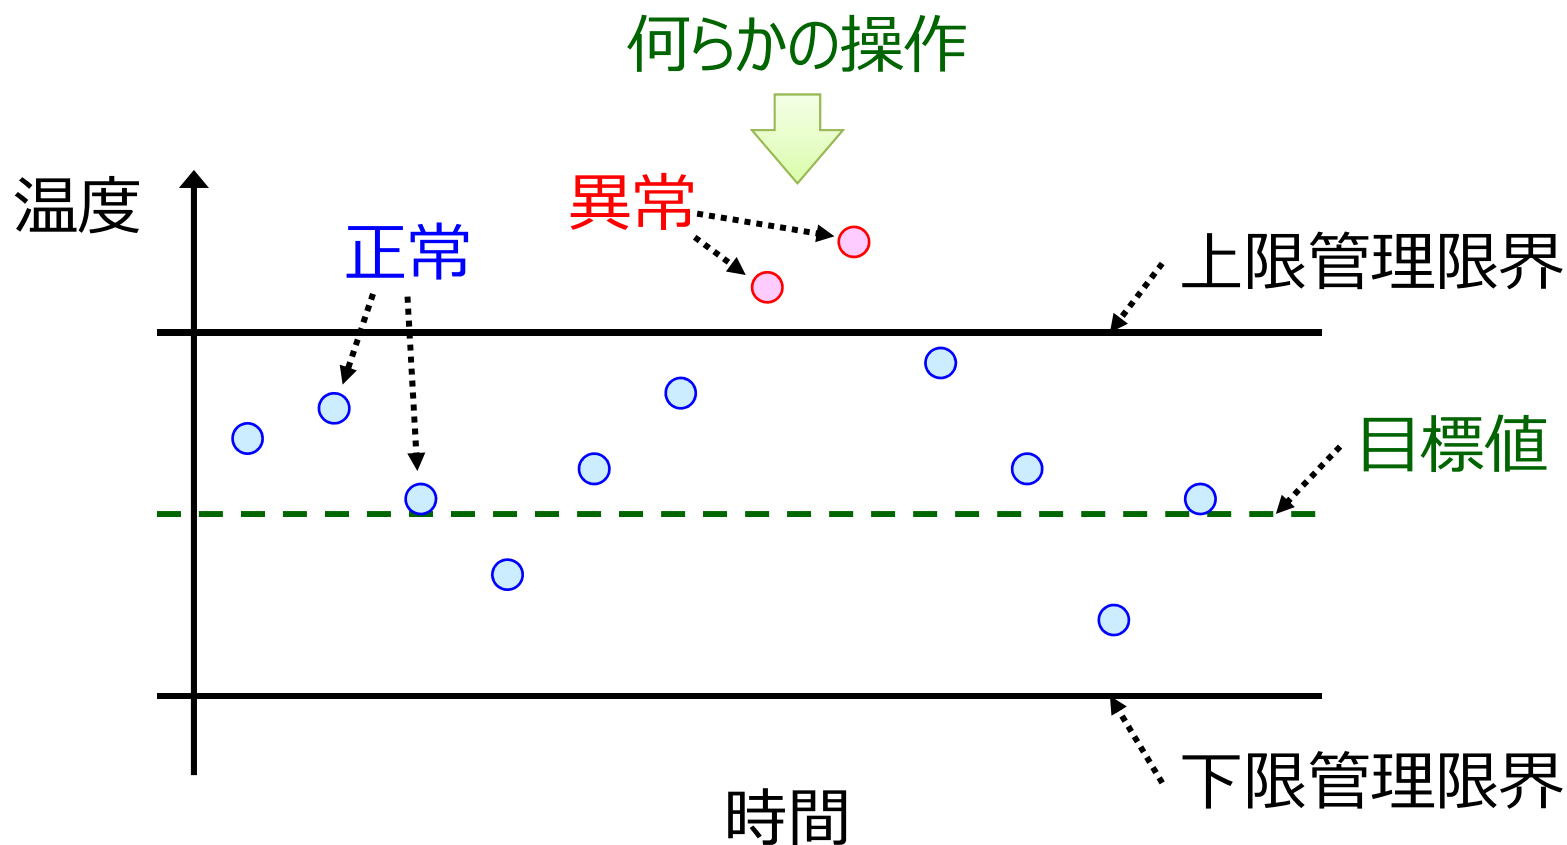 何らかの操作
温度
正常
異常
上限管理限界
目標値
下限管理限界
時間